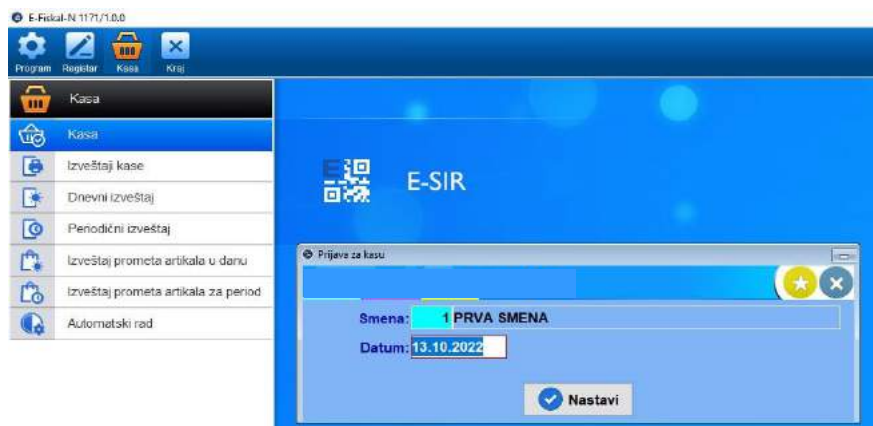 E-Fiskal-N 1171/1.0.0
Program Registar Kasa Kraj
Kasa
Kasa
Izveštaji kase
Dnevni izveštaj
Periodični izveštaj
Izveštaj prometa artikala u danu
Izveštaj prometa artikala za period
Automatski rad
E-SIR
Prijava za kasu
Smena: 1 PRVA SMENA
Datum: 13.10.2022
Nastavi